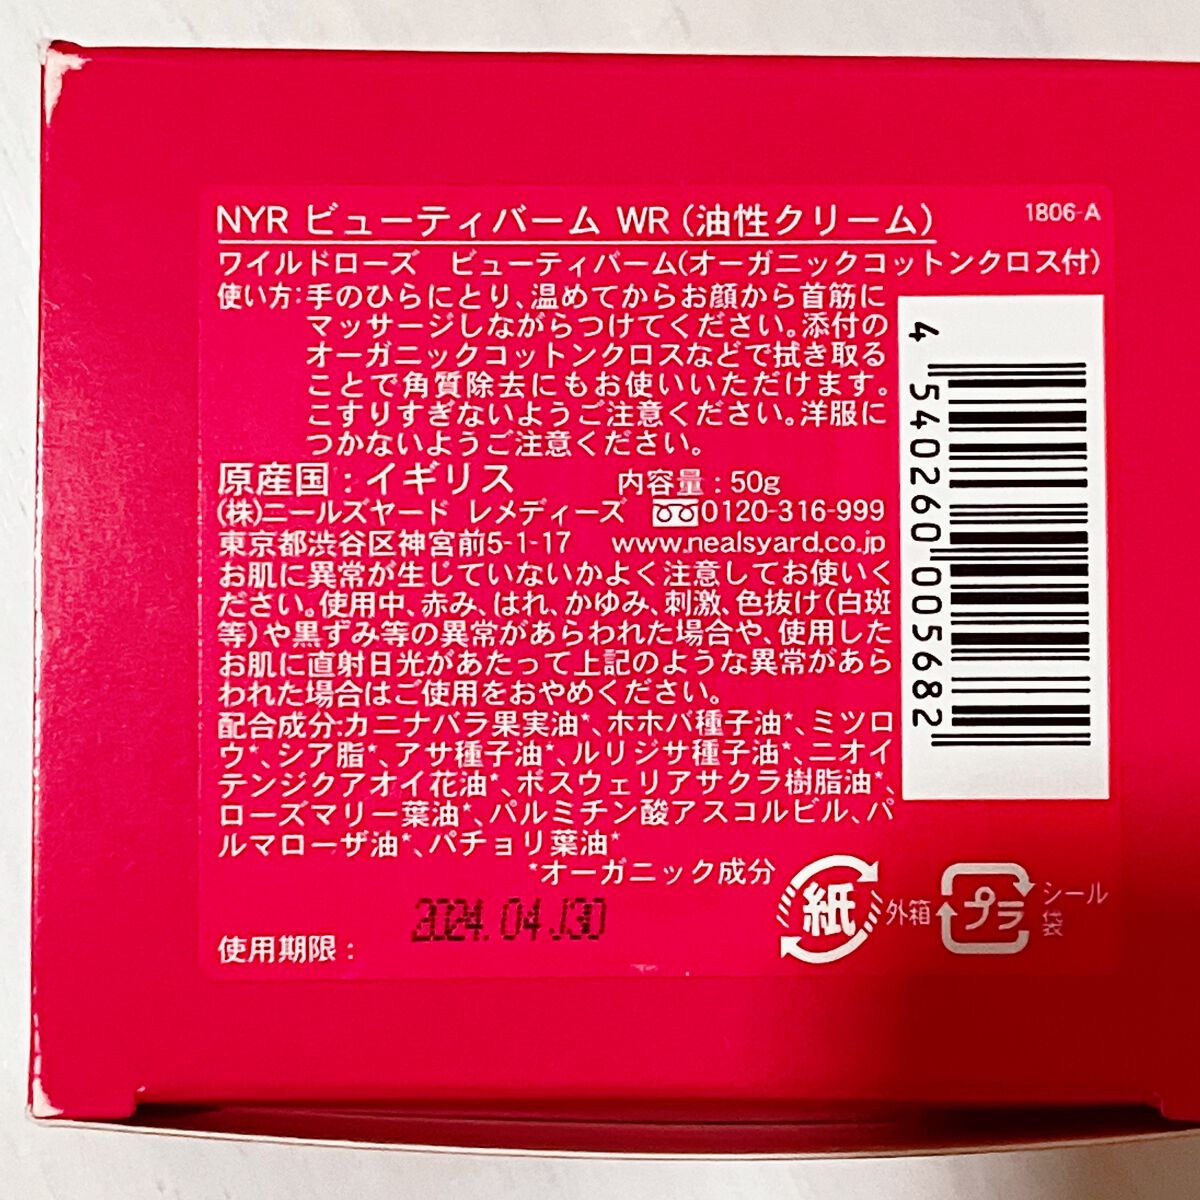 NYR ビューティバーム WR (油性クリーム)
1806-A
ワイルドローズ ビューティバーム(オーガニックコットンクロス付)
使い方:手のひらにとり、温めてからお顔から首筋に
マッサージしながらつけてください。添付の
オーガニックコットンクロスなどで拭き取る
ことで角質除去にもお使いいただけます。
こすりすぎないようご注意ください。洋服に
つかないようご注意ください。
原産国:イギリス 内容量:50g
(株)ニールズヤード レメディーズ 0120-316-999
東京都渋谷区神宮前5-1-17 www.nealsyard.co.jp
お肌に異常が生じていないかよく注意してお使いく
ださい。使用中、赤み、はれ、かゆみ、刺激、色抜け(白斑
等)や黒ずみ等の異常があらわれた場合や、使用した
お肌に直射日光があたって上記のような異常があら
われた場合はご使用をおやめください。
配合成分:カニナバラ果実油*、ホホバ種子油*、ミツロ
ウ*、シア脂*、アサ種子油*、ルリジサ種子油*、ニオイ
テンジクアオイ花油*、ボスウェリアサクラ樹脂油*、
ローズマリー葉油*、パルミチン酸アスコルビル、パ
ルマローザ油*、パチョリ葉油*
*オーガニック成分
使用期限: 2024.04.J30
4 540260 005682
紙 外箱
プラ シール
袋